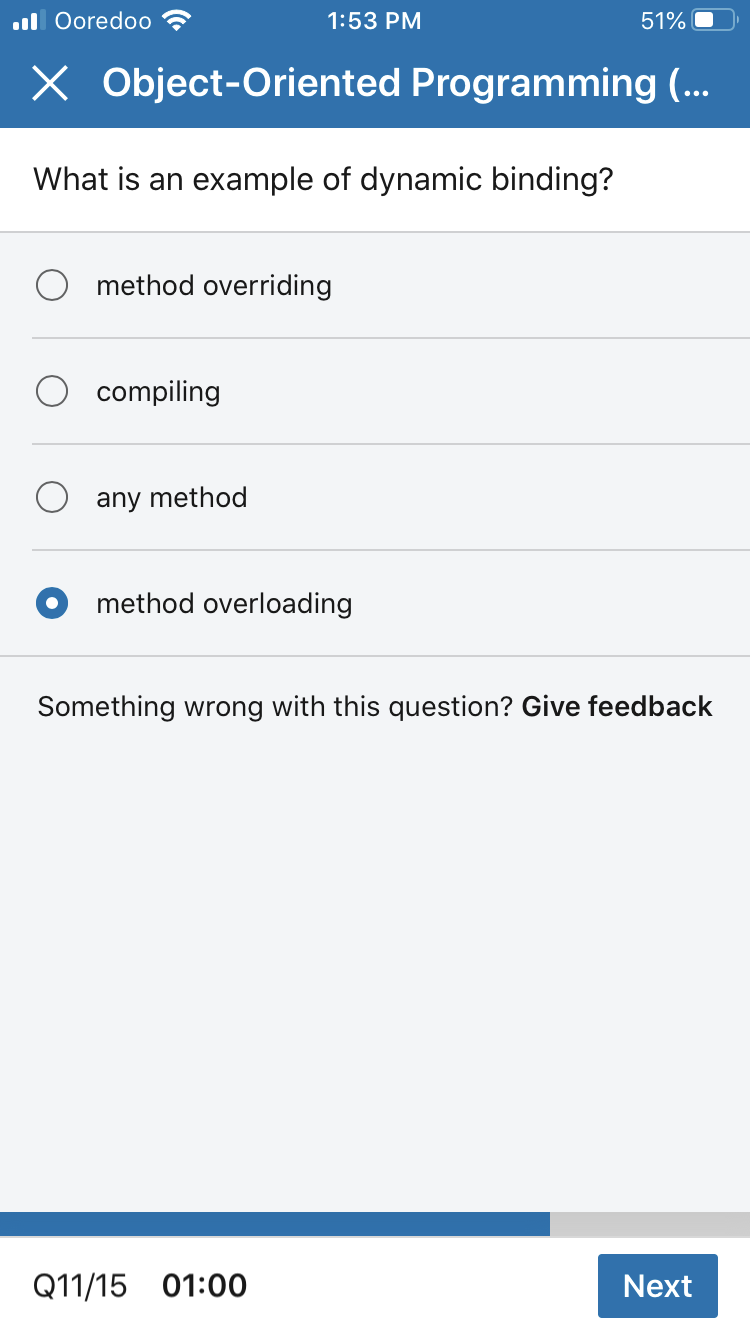 Ooredoo 1:53 PM 51%
Object-Oriented Programming (...
What is an example of dynamic binding?
method overriding
compiling
any method
method overloading
Something wrong with this question? Give feedback
Q11/15 01:00 Next